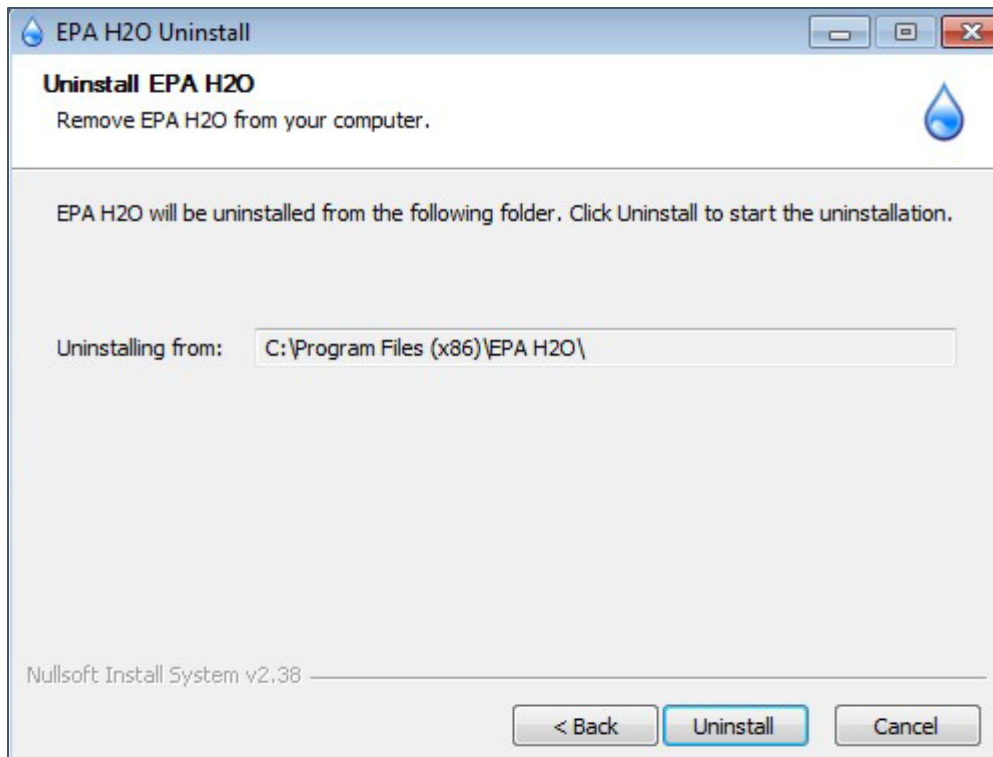 EPA H2O Uninstall
Uninstall EPA H2O
Remove EPA H2O from your computer.
EPA H2O will be uninstalled from the following folder. Click Uninstall to start the uninstallation.
Uninstalling from: C:\Program Files (x86)\EPA H2O\
Nullsoft Install System v2.38
< Back Uninstall Cancel